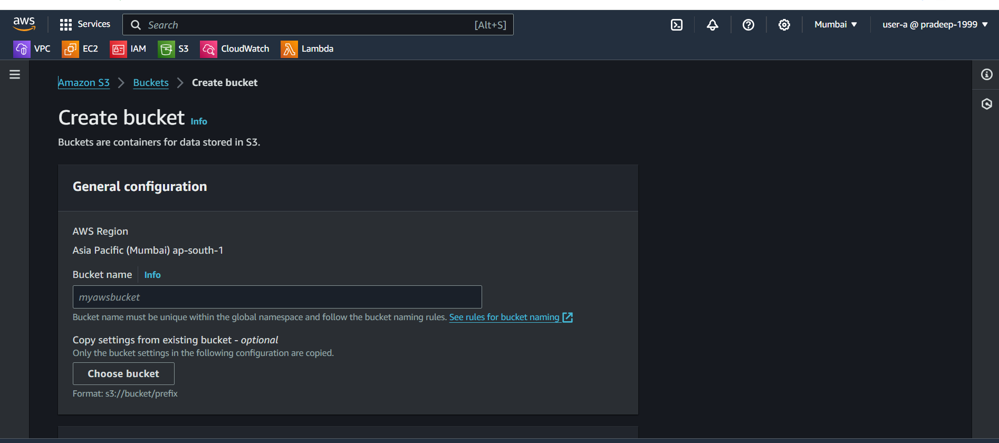 aws Services Search [Alt+S] Mumbai user-a @ pradeep-1999
VPC EC2 IAM S3 CloudWatch Lambda
Amazon S3 Buckets Create bucket
Create bucket Info
Buckets are containers for data stored in S3.
General configuration
AWS Region
Asia Pacific (Mumbai) ap-south-1
Bucket name Info
myawsbucket
Bucket name must be unique within the global namespace and follow the bucket naming rules. See rules for bucket naming
Copy settings from existing bucket - optional
Only the bucket settings in the following configuration are copied.
Choose bucket
Format: s3://bucket/prefix